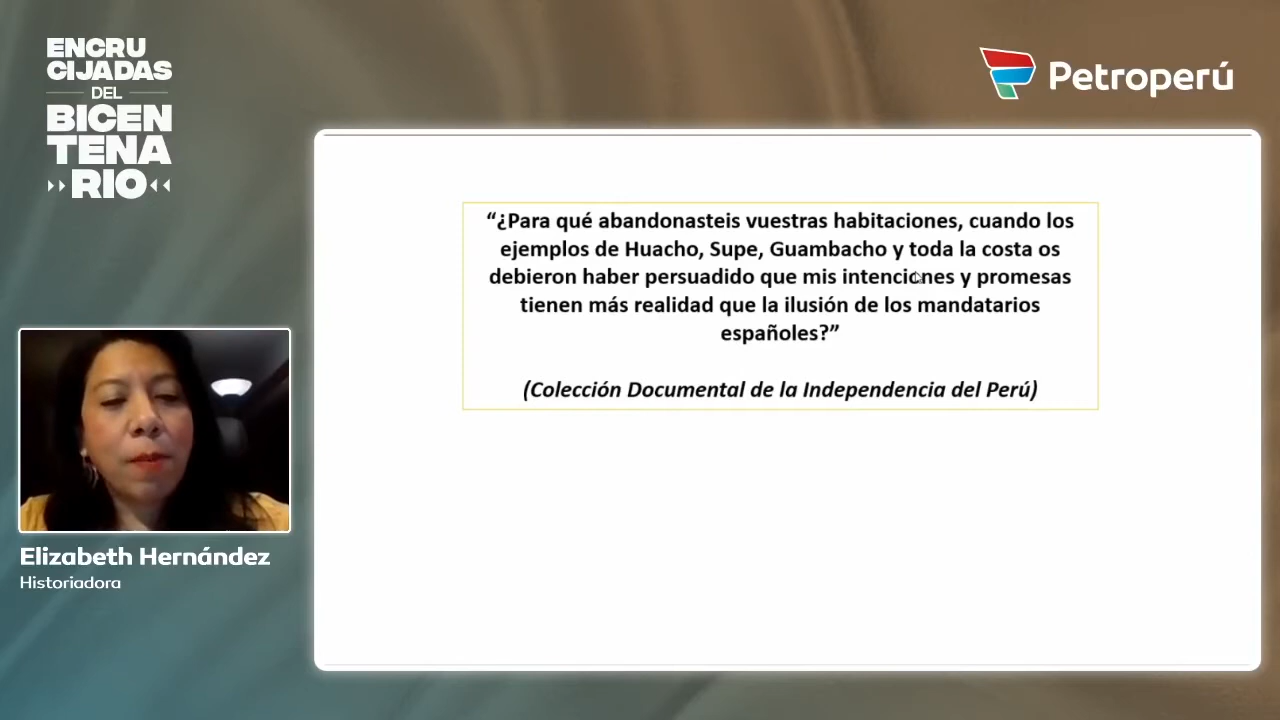 ENCRU
CIJADAS
DEL
BICEN
TENA
RIO
Petroperú
“¿Para qué abandonasteis vuestras habitaciones, cuando los
ejemplos de Huacho, Supe, Guambacho y toda la costa os
debieron haber persuadido que mis intenciones y promesas
tienen más realidad que la ilusión de los mandatarios
españoles?”
(Colección Documental de la Independencia del Perú)
Elizabeth Hernández
Historiadora